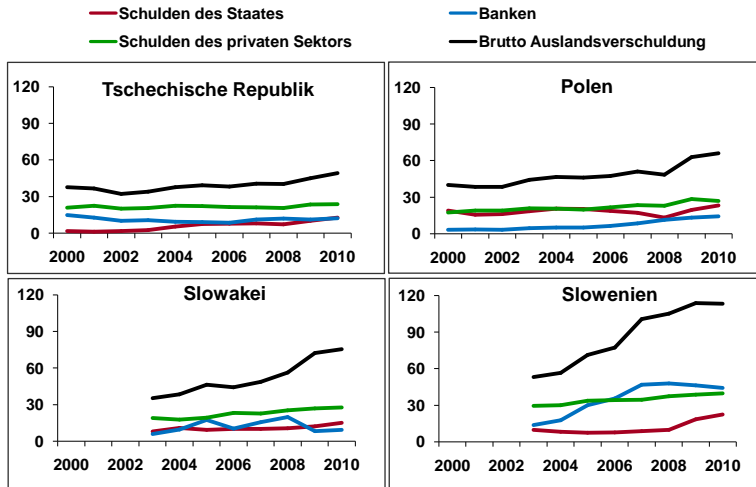 Schulden des Staates Banken
Schulden des privaten Sektors Brutto Auslandsverschuldung
Tschechische Republik
120
90
60
30
0
2000 2002 2004 2006 2008 2010
Polen
120
90
60
30
0
2000 2002 2004 2006 2008 2010
Slowakei
120
90
60
30
0
2000 2002 2004 2006 2008 2010
Slowenien
120
90
60
30
0
2000 2002 2004 2006 2008 2010